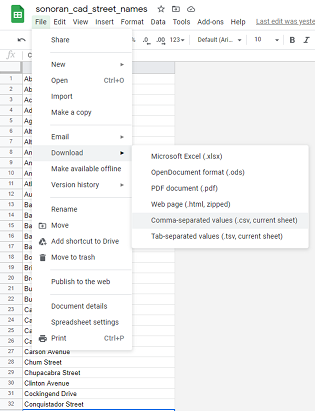 sonoran_cad_street_names
File Edit View Insert Format Data Tools Add-ons Help Last edit was yeste
% .0 .00 123 Default (Ari... 10 B I
fx C
Share
New
Open Ctrl+O
Import
Make a copy
Email
Download
Make available offline
Version history
Rename
Move
Add shortcut to Drive
Move to trash
Publish to the web
Document details
Spreadsheet settings
Print Ctrl+P
Microsoft Excel (.xlsx)
OpenDocument format (.ods)
PDF document (.pdf)
Web page (.html, zipped)
Comma-separated values (.csv, current sheet)
Tab-separated values (.tsv, current sheet)
1 Ab
2 Ab
3 Ac
4 Ad
5 Ag
6 Alt
7 Alt
8 An
9 An
10 An
11 Atl
12 Au
13 Ba
14 Ba
15 Ba
16 Ba
17 Ba
18 Ba
19 Be
20 Bo
21 Bri
22 Br
23 Bu
24 Bu
25 Ca
26 Ca
27 Ca
28 Carson Avenue
29 Chum Street
29 Chupacabra Street
30 Clinton Avenue
31 Cockingend Drive
32 Conquistador Street